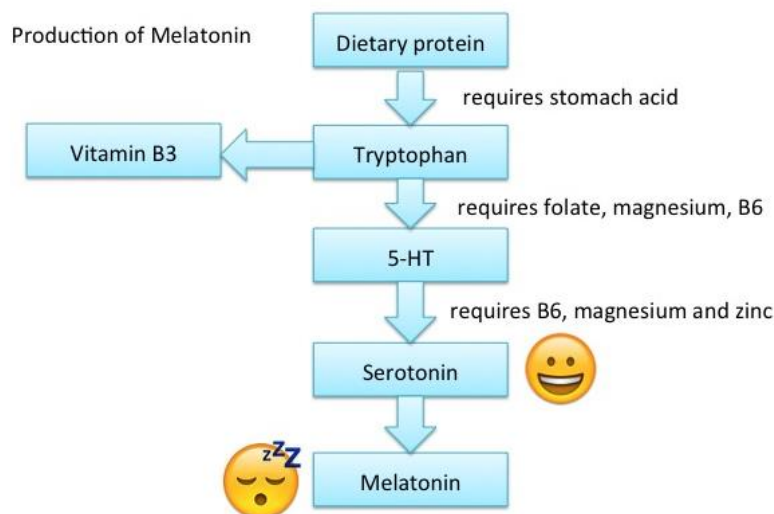 Production of Melatonin
Dietary protein
requires stomach acid
Vitamin B3
Tryptophan
requires folate, magnesium, B6
5-HT
requires B6, magnesium and zinc
Serotonin
zzZ
Melatonin